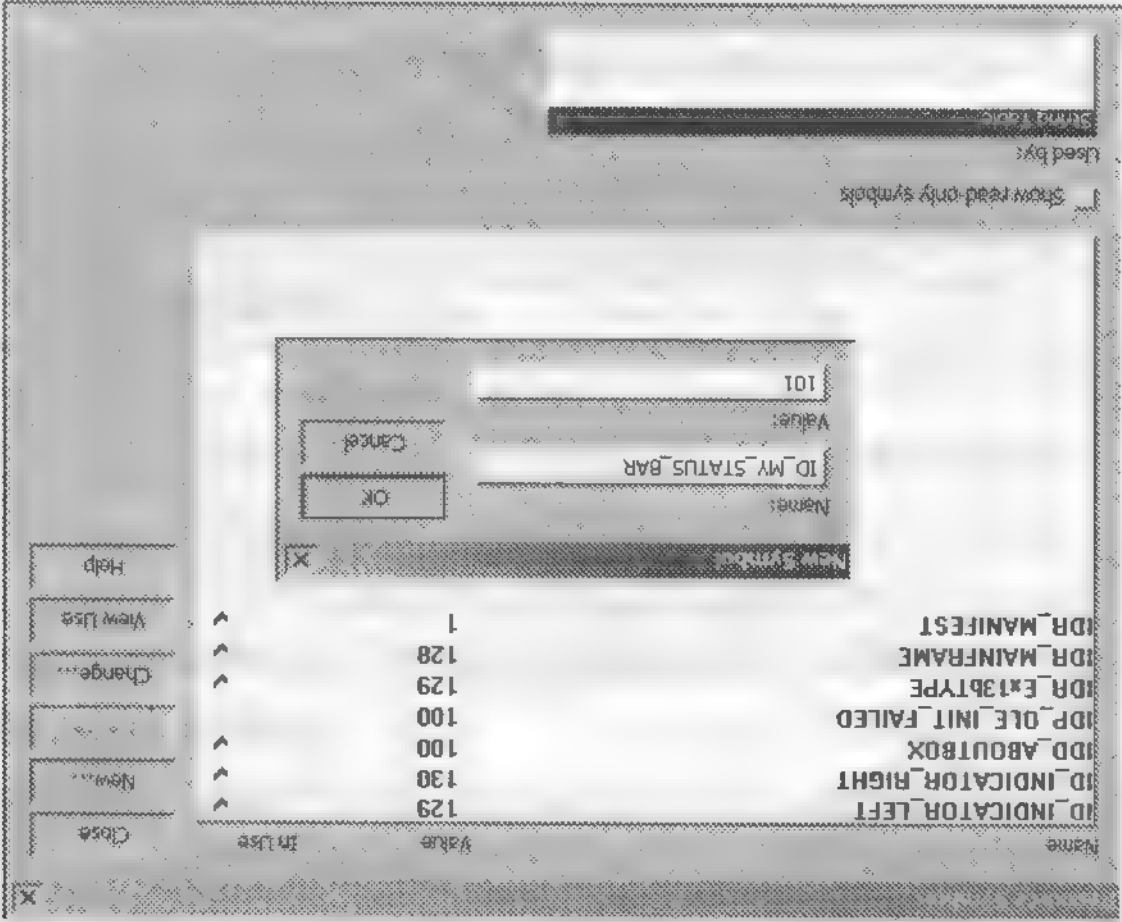 Name Value In Use
ID_INDICATOR_LEFT 129
ID_INDICATOR_RIGHT 130
IDD_ABOUTBOX 100
IDP_OLE_INIT_FAILED 100
IDR_Ex13bTYPE 129
IDR_MAINFRAME 128
IDR_MANIFEST 1
Close
New...
Change...
View Use
Help
New Symbol
Name:
ID_MY_STATUS_BAR
Value:
101
OK
Cancel
Show read-only symbols
Used by:
String Table